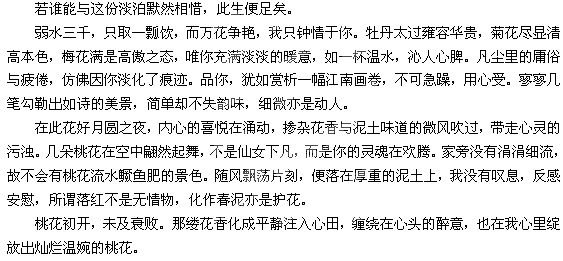 若谁能与这份淡泊默然相惜，此生便足矣。
弱水三千，只取一瓢饮，而万花争艳，我只钟情于你。牡丹太过雍容华贵，菊花尽显清
高本色，梅花满是高傲之态，唯你充满淡淡的暖意，如一杯温水，沁人心脾。凡尘里的庸俗
与疲倦，仿佛因你淡化了痕迹。品你，犹如赏析一幅江南画卷，不可急躁，用心受。寥寥几
笔勾勒出如诗的美景，简单却不失韵味，细微亦是动人。
在此花好月圆之夜，内心的喜悦在涌动，掺杂花香与泥土味道的微风吹过，带走心灵的
污浊。几朵桃花在空中翩然起舞，不是仙女下凡，而是你的灵魂在欢腾。家旁没有涓涓细流，
故不会有桃花流水鳜鱼肥的景色。随风飘荡片刻，便落在厚重的泥土上，我没有叹息，反感
安慰，所谓落红不是无情物，化作春泥亦是护花。
桃花初开，未及衰败。那缕花香化成平静注入心田，缠绕在心头的醉意，也在我心里绽
放出灿烂温婉的桃花。